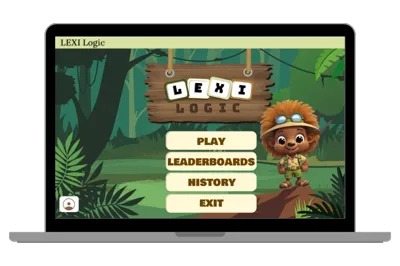 LEXI Logic
LEXI
LOGIC
PLAY
LEADERBOARDS
HISTORY
EXIT